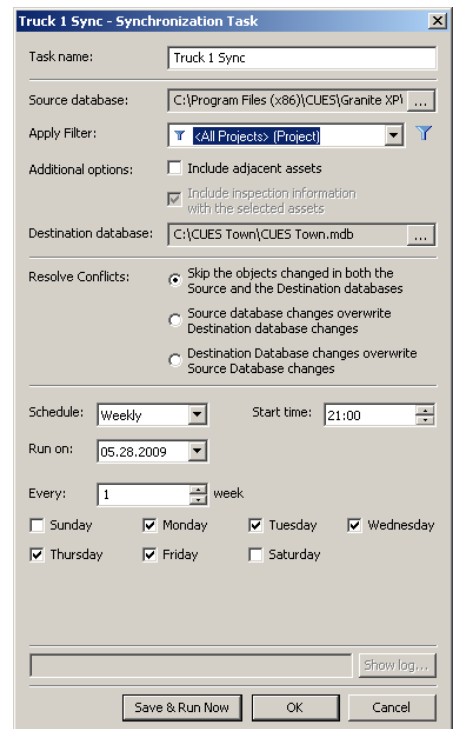 Truck 1 Sync - Synchronization Task
Task name: Truck 1 Sync
Source database: C:\Program Files (x86)\CUES\Granite XP\ ...
Apply Filter: <All Projects> (Project)
Additional options: Include adjacent assets
Include inspection information
with the selected assets
Destination database: C:\CUES Town\CUES Town.mdb ...
Resolve Conflicts: Skip the objects changed in both the
Source and the Destination databases
Source database changes overwrite
Destination database changes
Destination Database changes overwrite
Source Database changes
Schedule: Weekly Start time: 21:00
Run on: 05.28.2009
Every: 1 week
Sunday Monday Tuesday Wednesday
Thursday Friday Saturday
Show log...
Save & Run Now OK Cancel